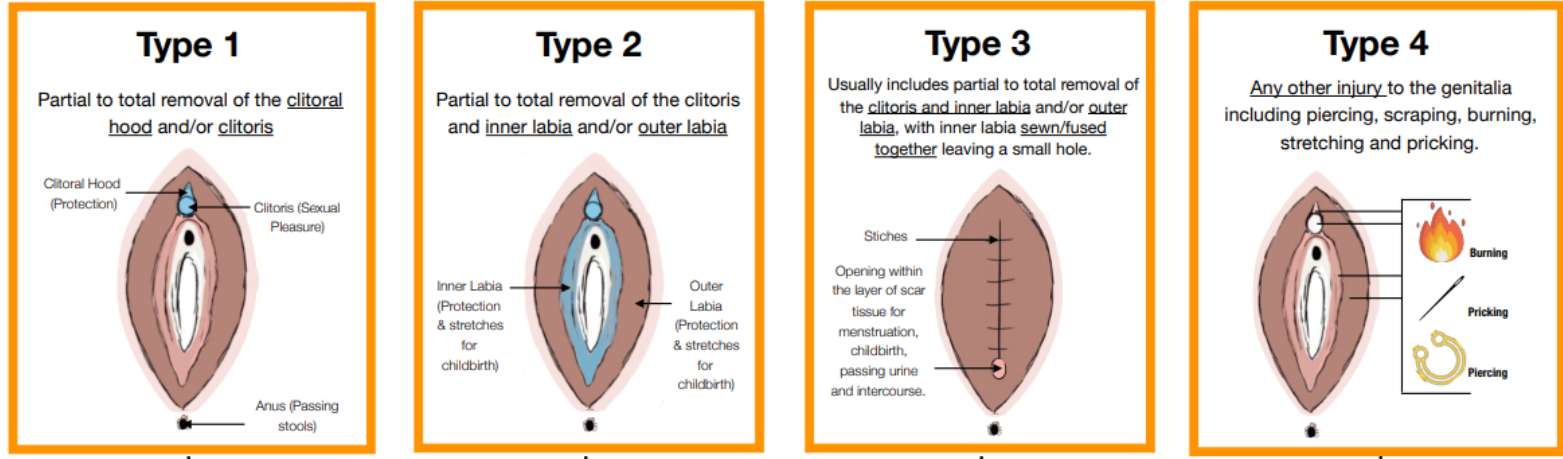 Type 1
Partial to total removal of the clitoral
hood and/or clitoris
Clitoral Hood
(Protection)
Clitoris (Sexual
Pleasure)
Anus (Passing
stools)
Type 2
Partial to total removal of the clitoris
and inner labia and/or outer labia
Inner Labia
(Protection
& stretches
for
childbirth)
Outer
Labia
(Protection
& stretches
for
childbirth)
Type 3
Usually includes partial to total removal of
the clitoris and inner labia and/or outer
labia, with inner labia sewn/fused
together leaving a small hole.
Stiches
Opening within
the layer of scar
tissue for
menstruation,
childbirth,
passing urine
and intercourse.
Type 4
Any other injury to the genitalia
including piercing, scraping, burning,
stretching and pricking.
Burning
Pricking
Piercing